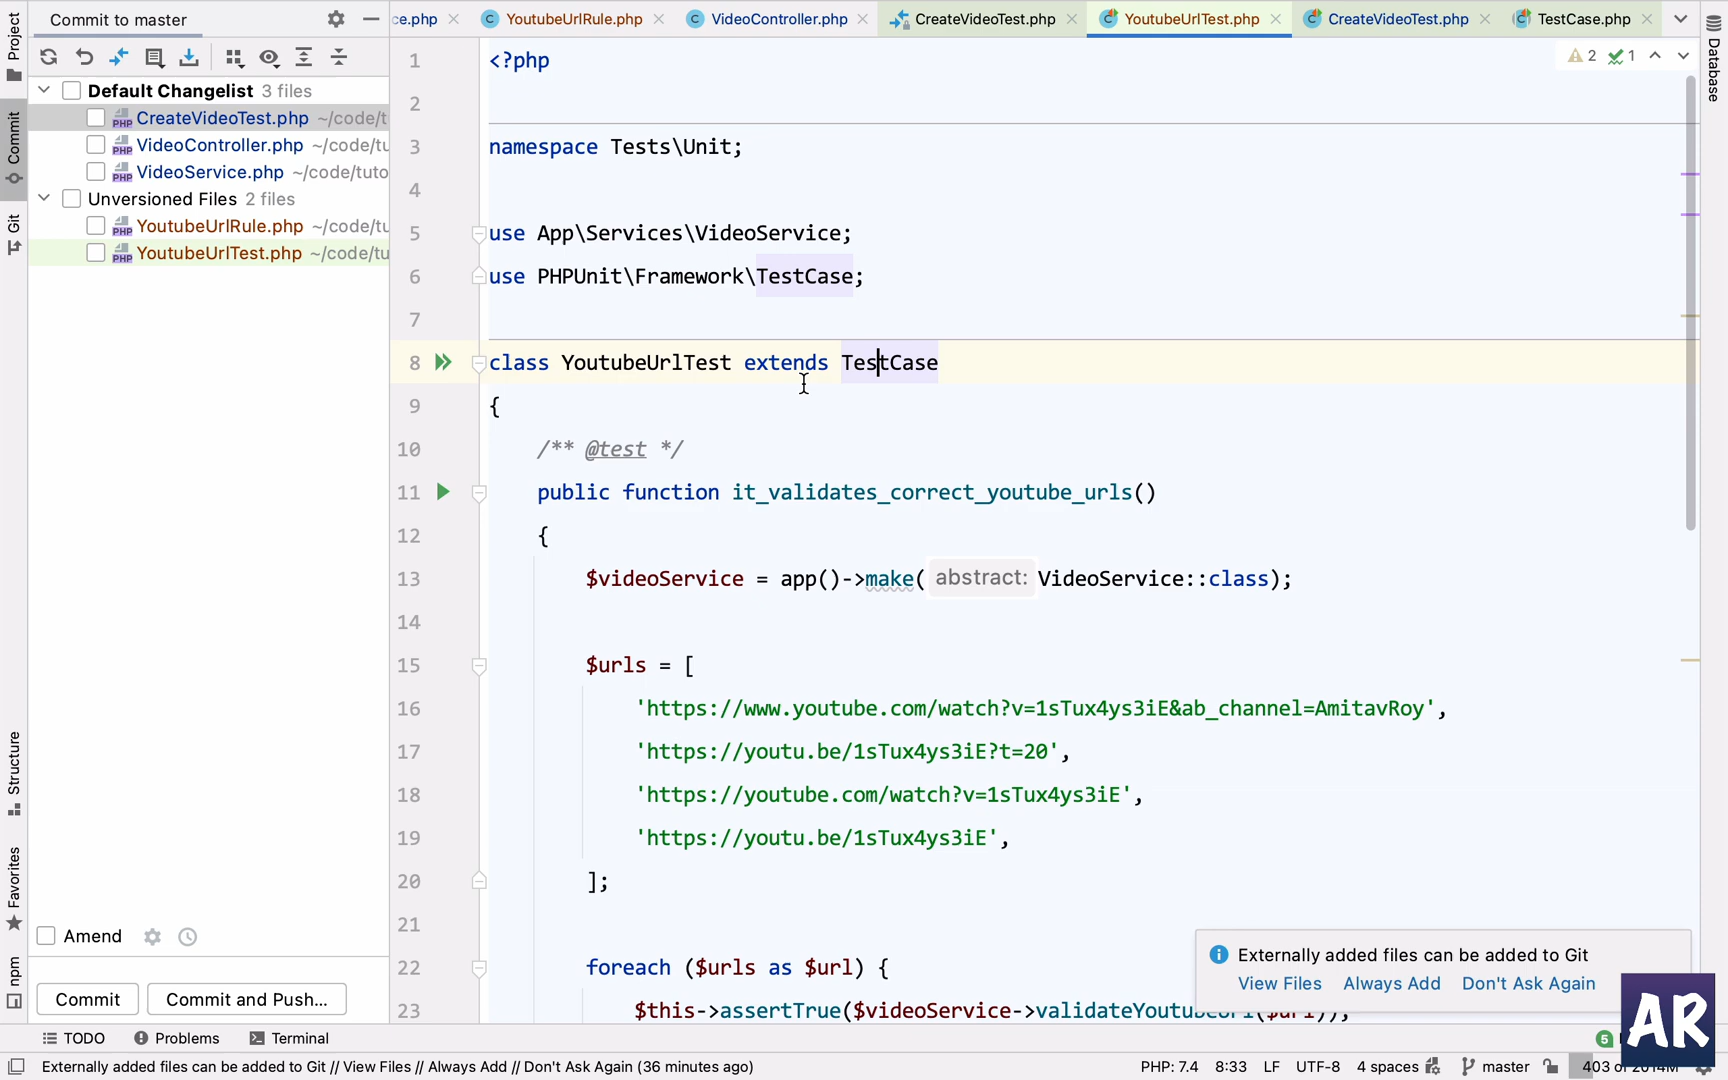 Project
Commit
Git
Structure
Favorites
npm
Commit to master
Default Changelist 3 files
CreateVideoTest.php ~/code/t
VideoController.php ~/code/tu
VideoService.php ~/code/tuto
Unversioned Files 2 files
YoutubeUrlRule.php ~/code/tu
YoutubeUrlTest.php ~/code/tu
Amend
Commit
Commit and Push...
ce.php
YoutubeUrlRule.php
VideoController.php
CreateVideoTest.php
YoutubeUrlTest.php
CreateVideoTest.php
TestCase.php
2 1
Database
1 <?php
2
3 namespace Tests\Unit;
4
5 use App\Services\VideoService;
6 use PHPUnit\Framework\TestCase;
7
8 class YoutubeUrlTest extends TestCase
9 {
10 /** @test */
11 public function it_validates_correct_youtube_urls()
12 {
13 $videoService = app()->make( abstract: VideoService::class);
14
15 $urls = [
16 'https://www.youtube.com/watch?v=1sTux4ys3iE&ab_channel=AmitavRoy',
17 'https://youtu.be/1sTux4ys3iE?t=20',
18 'https://youtube.com/watch?v=1sTux4ys3iE',
19 'https://youtu.be/1sTux4ys3iE',
20 ];
21
22 foreach ($urls as $url) {
23 $this->assertTrue($videoService->validateYoutubeUrl($url));
Externally added files can be added to Git
View Files Always Add Don't Ask Again
AR
TODO Problems Terminal 5
Externally added files can be added to Git // View Files // Always Add // Don't Ask Again (36 minutes ago)
PHP: 7.4 8:33 LF UTF-8 4 spaces master 403 of 2014M